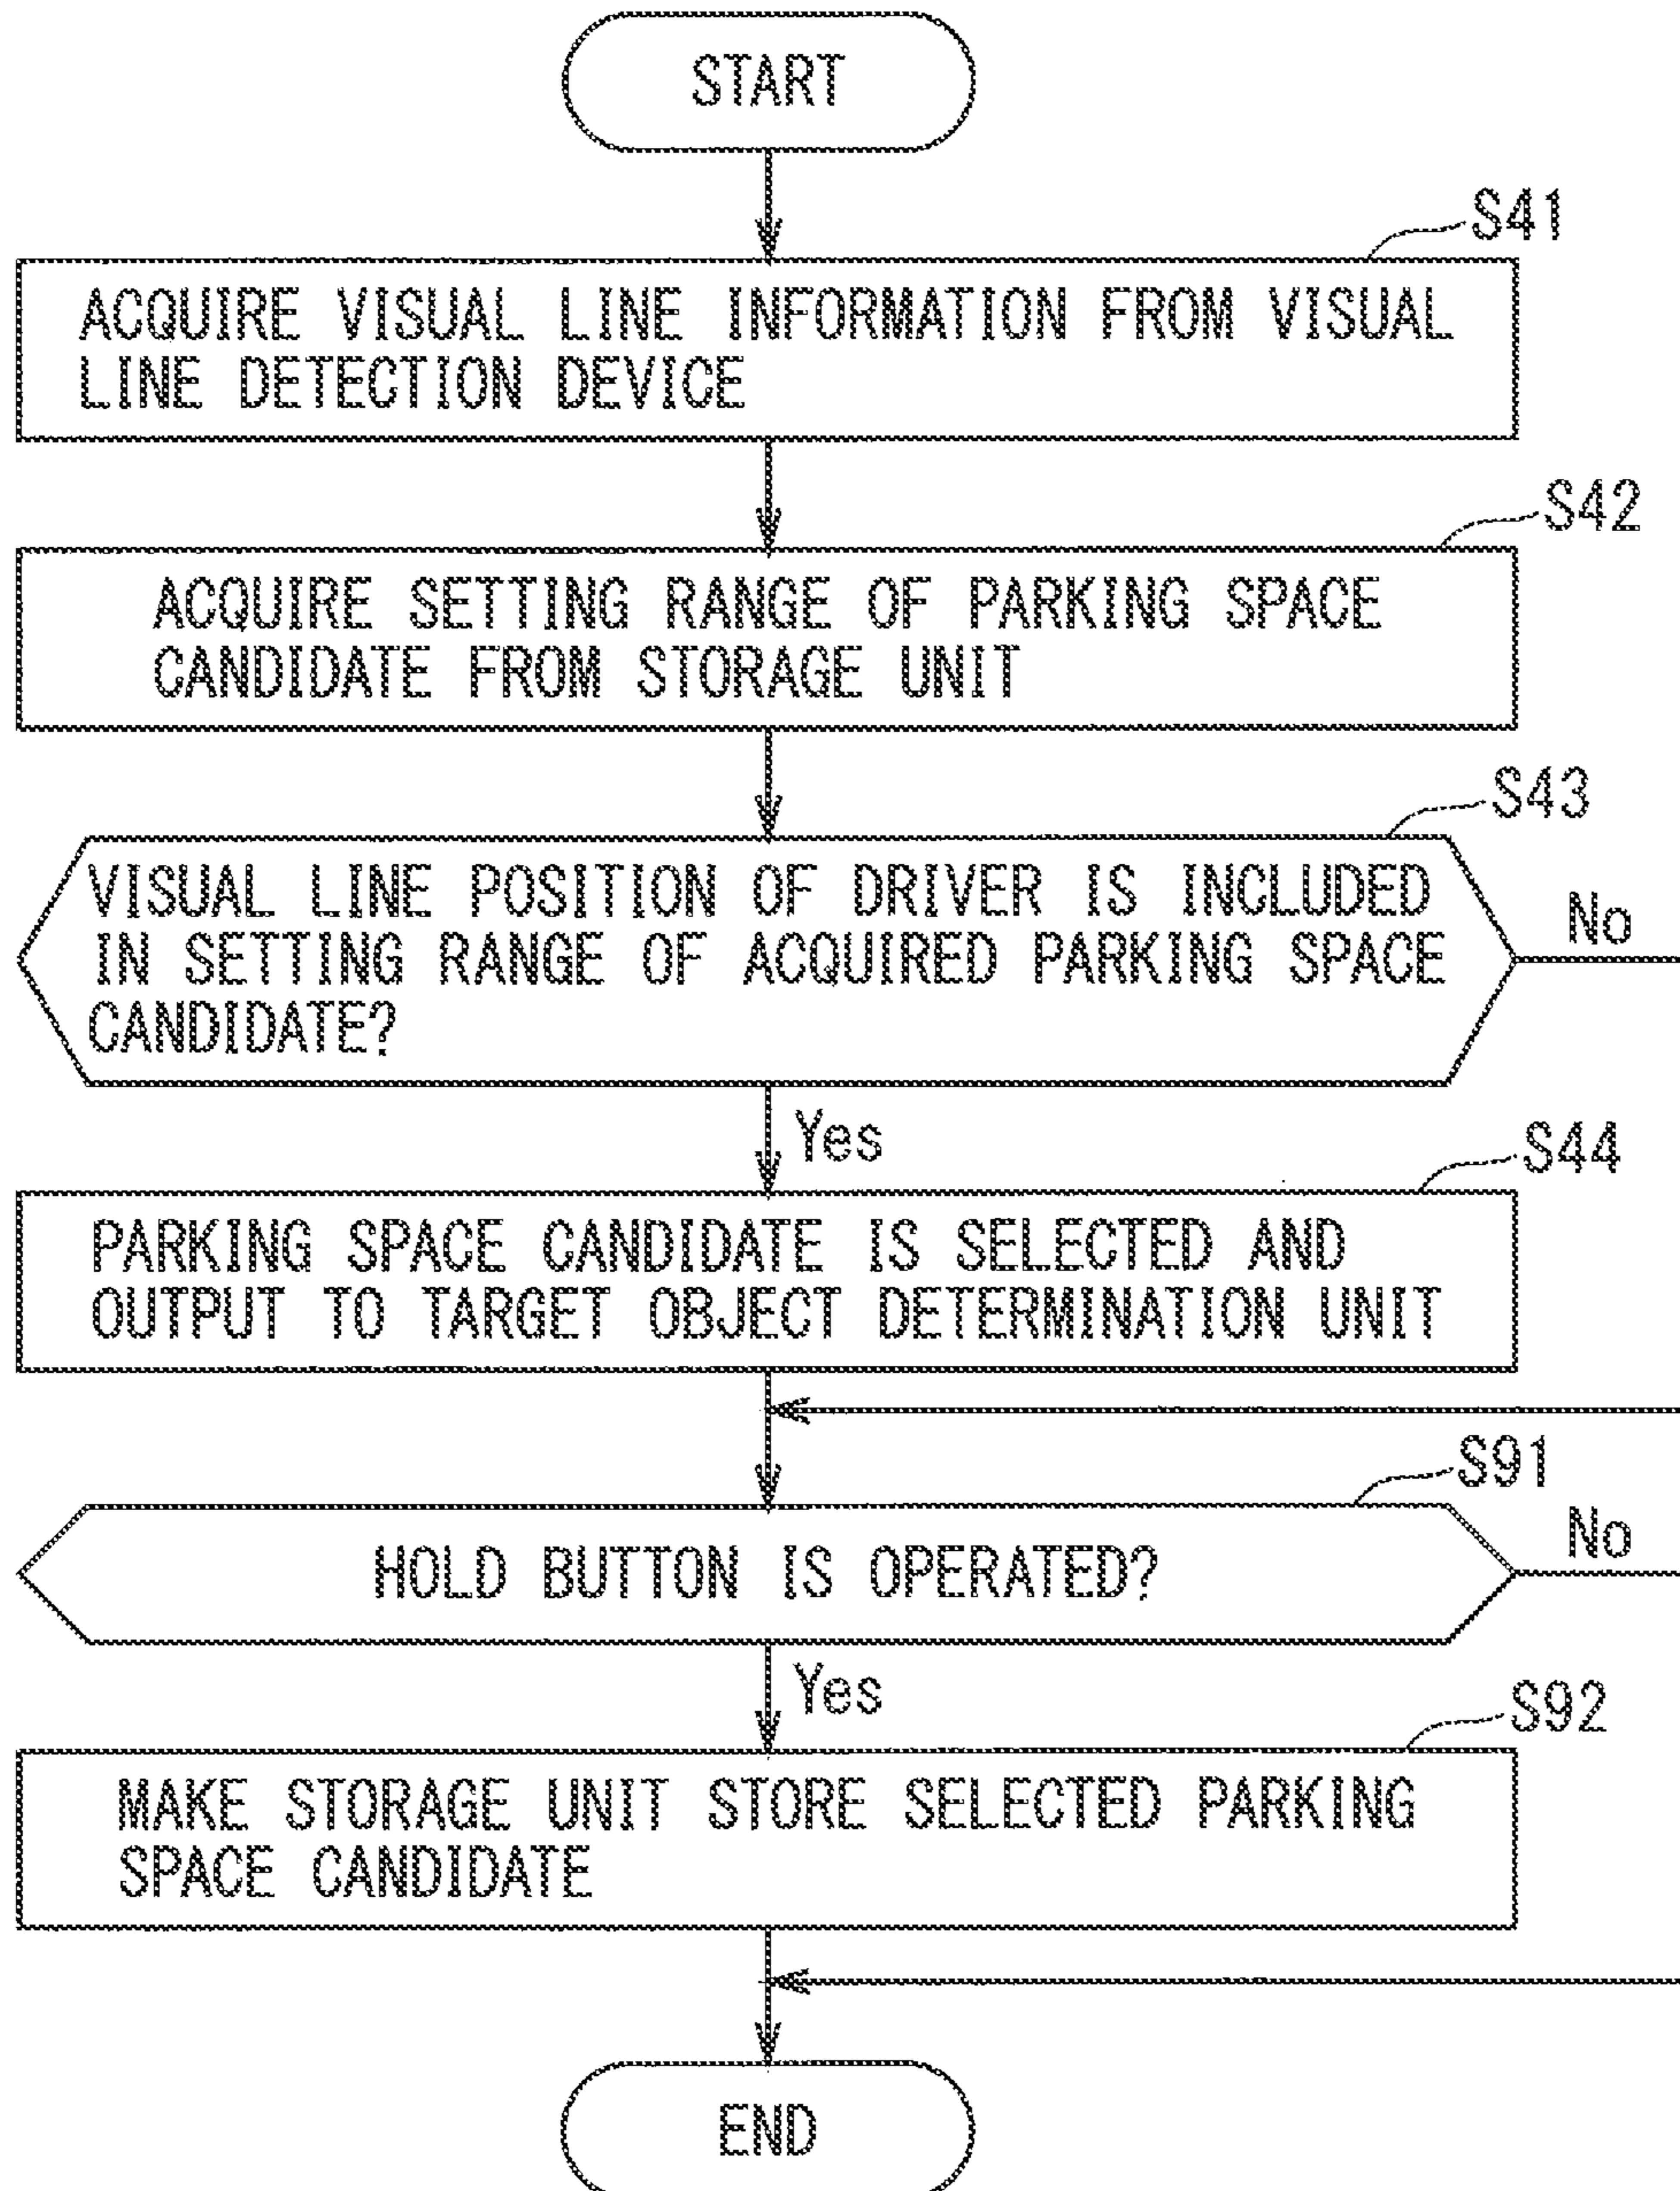 START
S41
ACQUIRE VISUAL LINE INFORMATION FROM VISUAL
LINE DETECTION DEVICE
S42
ACQUIRE SETTING RANGE OF PARKING SPACE
CANDIDATE FROM STORAGE UNIT
S43
VISUAL LINE POSITION OF DRIVER IS INCLUDED
IN SETTING RANGE OF ACQUIRED PARKING SPACE
CANDIDATE?
No
Yes
S44
PARKING SPACE CANDIDATE IS SELECTED AND
OUTPUT TO TARGET OBJECT DETERMINATION UNIT
S91
HOLD BUTTON IS OPERATED?
No
Yes
S92
MAKE STORAGE UNIT STORE SELECTED PARKING
SPACE CANDIDATE
END